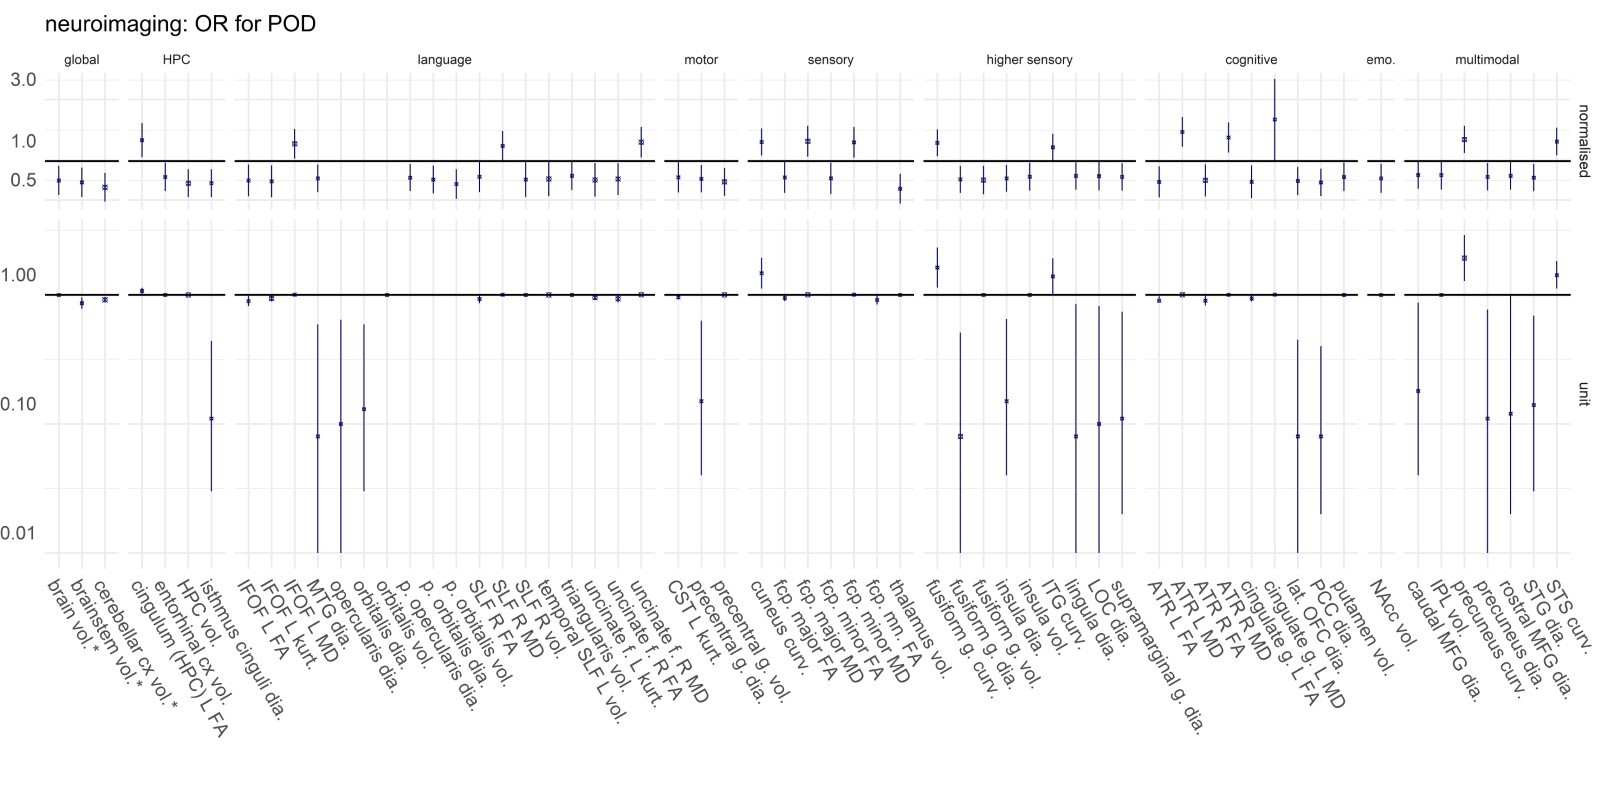 neuroimaging: OR for POD
global HPC language motor sensory higher sensory cognitive emo. multimodal
3.0
1.0
0.5
normalised
1.00
0.10
0.01
unit
brain vol. *
brainstem vol. *
cerebellar cx vol. *
cingulum (HPC) L FA
entorhinal cx vol.
HPC vol.
isthmus cinguli dia.
IFOF L FA
IFOF L kurt.
IFOF L MD
MTG dia.
opercularis dia.
orbitalis dia.
orbitalis vol.
p. opercularis dia.
p. orbitalis dia.
p. orbitalis vol.
SLF R FA
SLF R MD
SLF R vol.
temporal SLF L vol.
triangularis vol.
uncinate f. L kurt.
uncinate f. R FA
uncinate f. R MD
CST L kurt.
precentral g. dia.
precentral g. vol.
cuneus curv.
fcp. major FA
fcp. major MD
fcp. minor FA
fcp. minor MD
fcp. mn. FA
thalamus vol.
fusiform g. curv.
fusiform g. dia.
fusiform g. vol.
insula dia.
insula vol.
ITG curv.
lingula dia.
LOC dia.
supramarginal g. dia.
ATR L FA
ATR L MD
ATR R FA
ATR R MD
cingulate g. L FA
cingulate g. L MD
lat. OFC dia.
PCC dia.
putamen vol.
NAcc vol.
caudal MFG dia.
IPL vol.
precuneus curv.
precuneus dia.
rostral MFG dia.
STG dia.
STS curv.